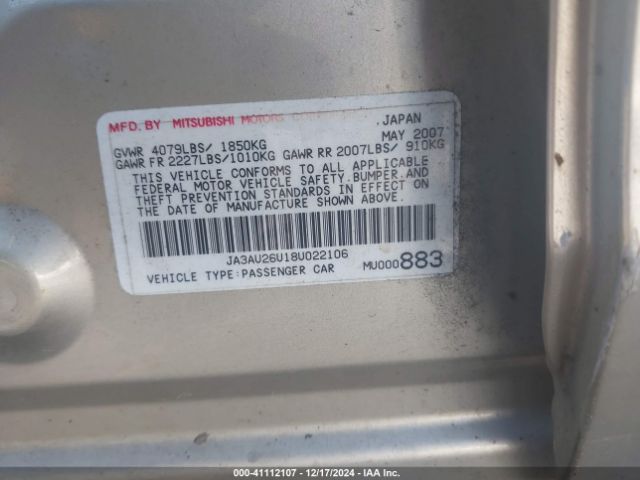 MFD. BY MITSUBISHI MOTORS JAPAN
MAY 2007
GVWR 4079LBS/ 1850KG
GAWR FR 2227LBS/1010KG GAWR RR 2007LBS/ 910KG
THIS VEHICLE CONFORMS TO ALL APPLICABLE
FEDERAL MOTOR VEHICLE SAFETY.BUMPER.AND
THEFT PREVENTION STANDARDS IN EFFECT ON
THE DATE OF MANUFACTURE SHOWN ABOVE.
JA3AU26U18U022106
VEHICLE TYPE:PASSENGER CAR MU000883
000-41112107 - 12/17/2024 - IAA Inc.